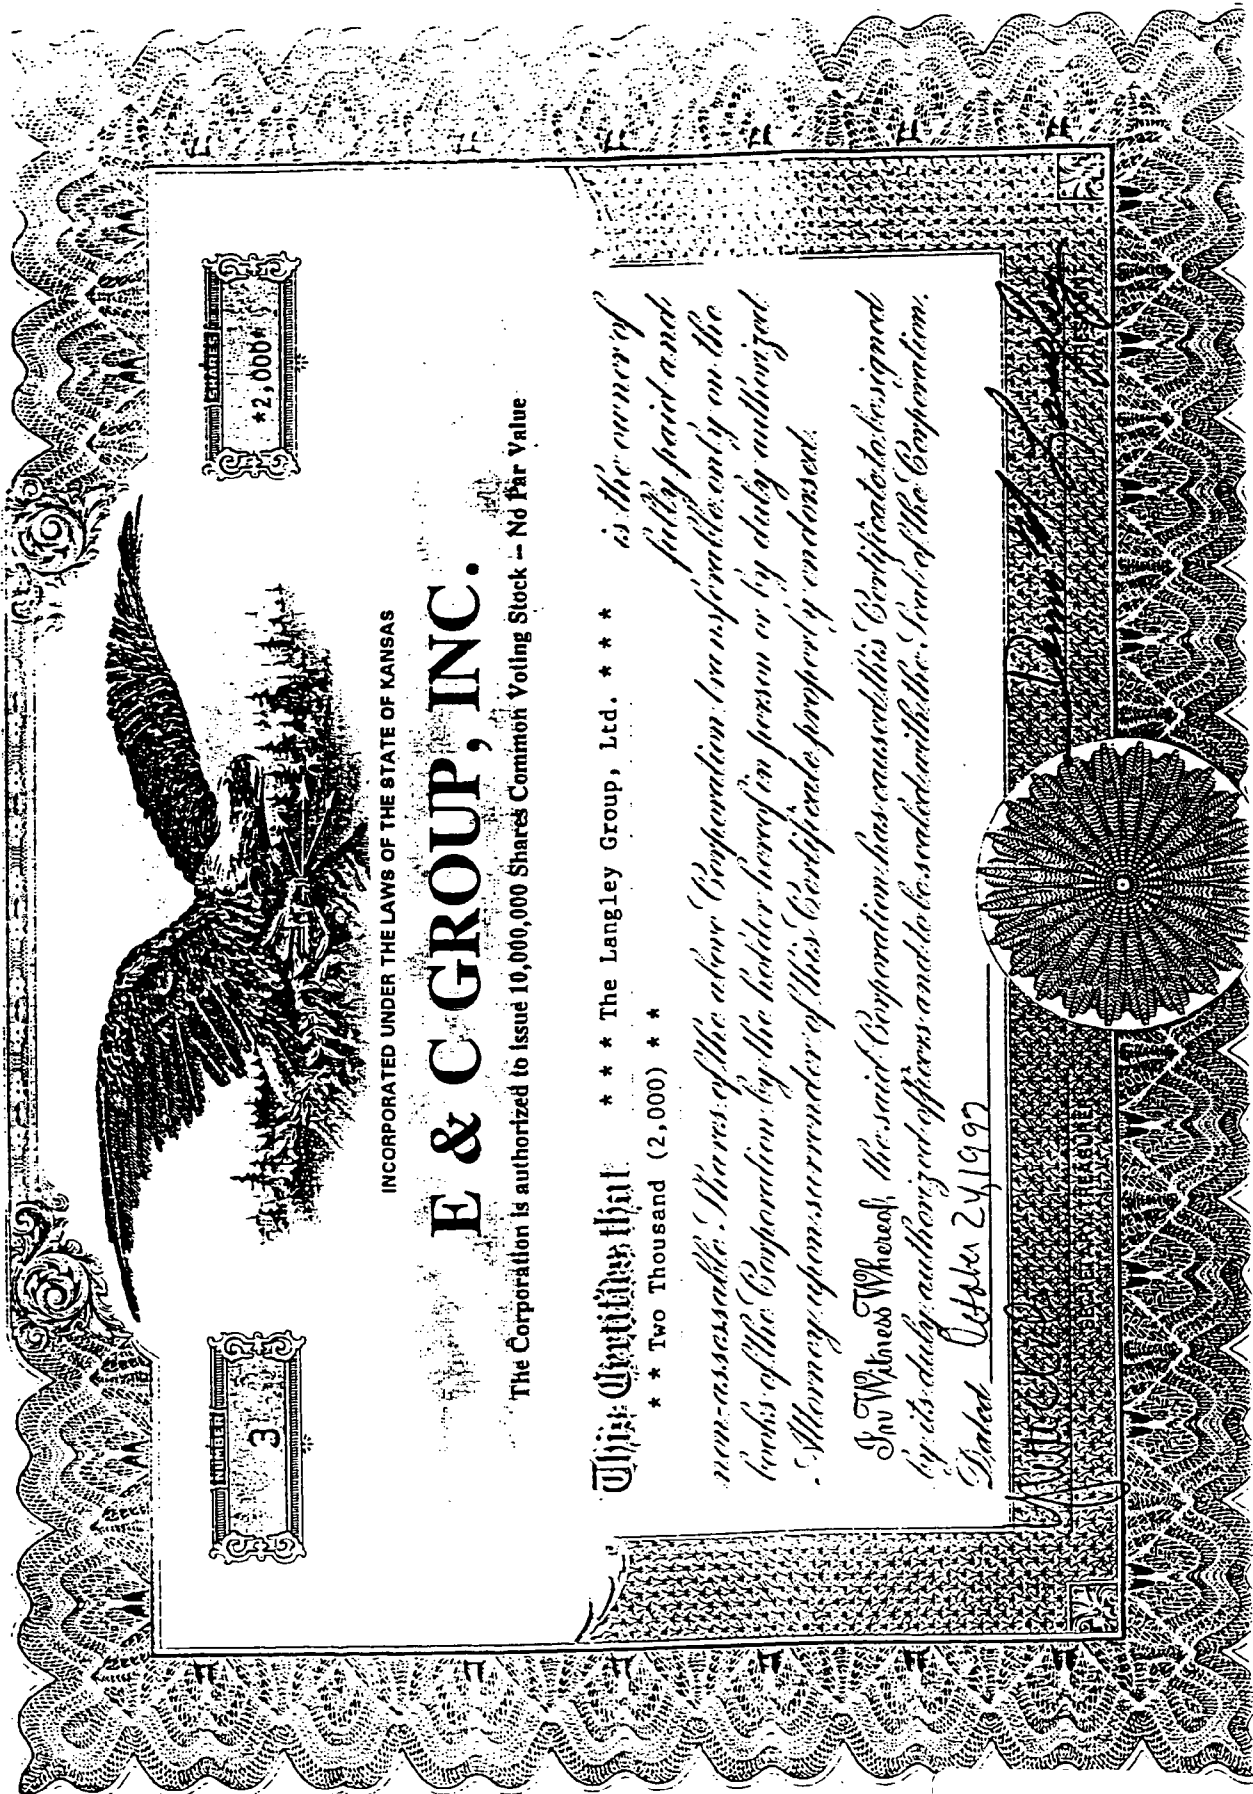 NUMBER
3
SHARES
*2,000*
INCORPORATED UNDER THE LAWS OF THE STATE OF KANSAS
E & C GROUP, INC.
The Corporation is authorized to issue 10,000,000 Shares Common Voting Stock -- No Par Value
This Certifies that * * * The Langley Group, Ltd. * * * is the owner of
* * Two Thousand (2,000) * * fully paid and
non-assessable Shares of the above Corporation transferable only on the
books of the Corporation by the holder hereof in person or by duly authorized
Attorney upon surrender of this Certificate properly endorsed.
In Witness Whereof, the said Corporation has caused this Certificate to be signed
by its duly authorized officers and to be sealed with the Seal of the Corporation.
Dated October 24, 1997
SECRETARY/TREASURER
PRESIDENT